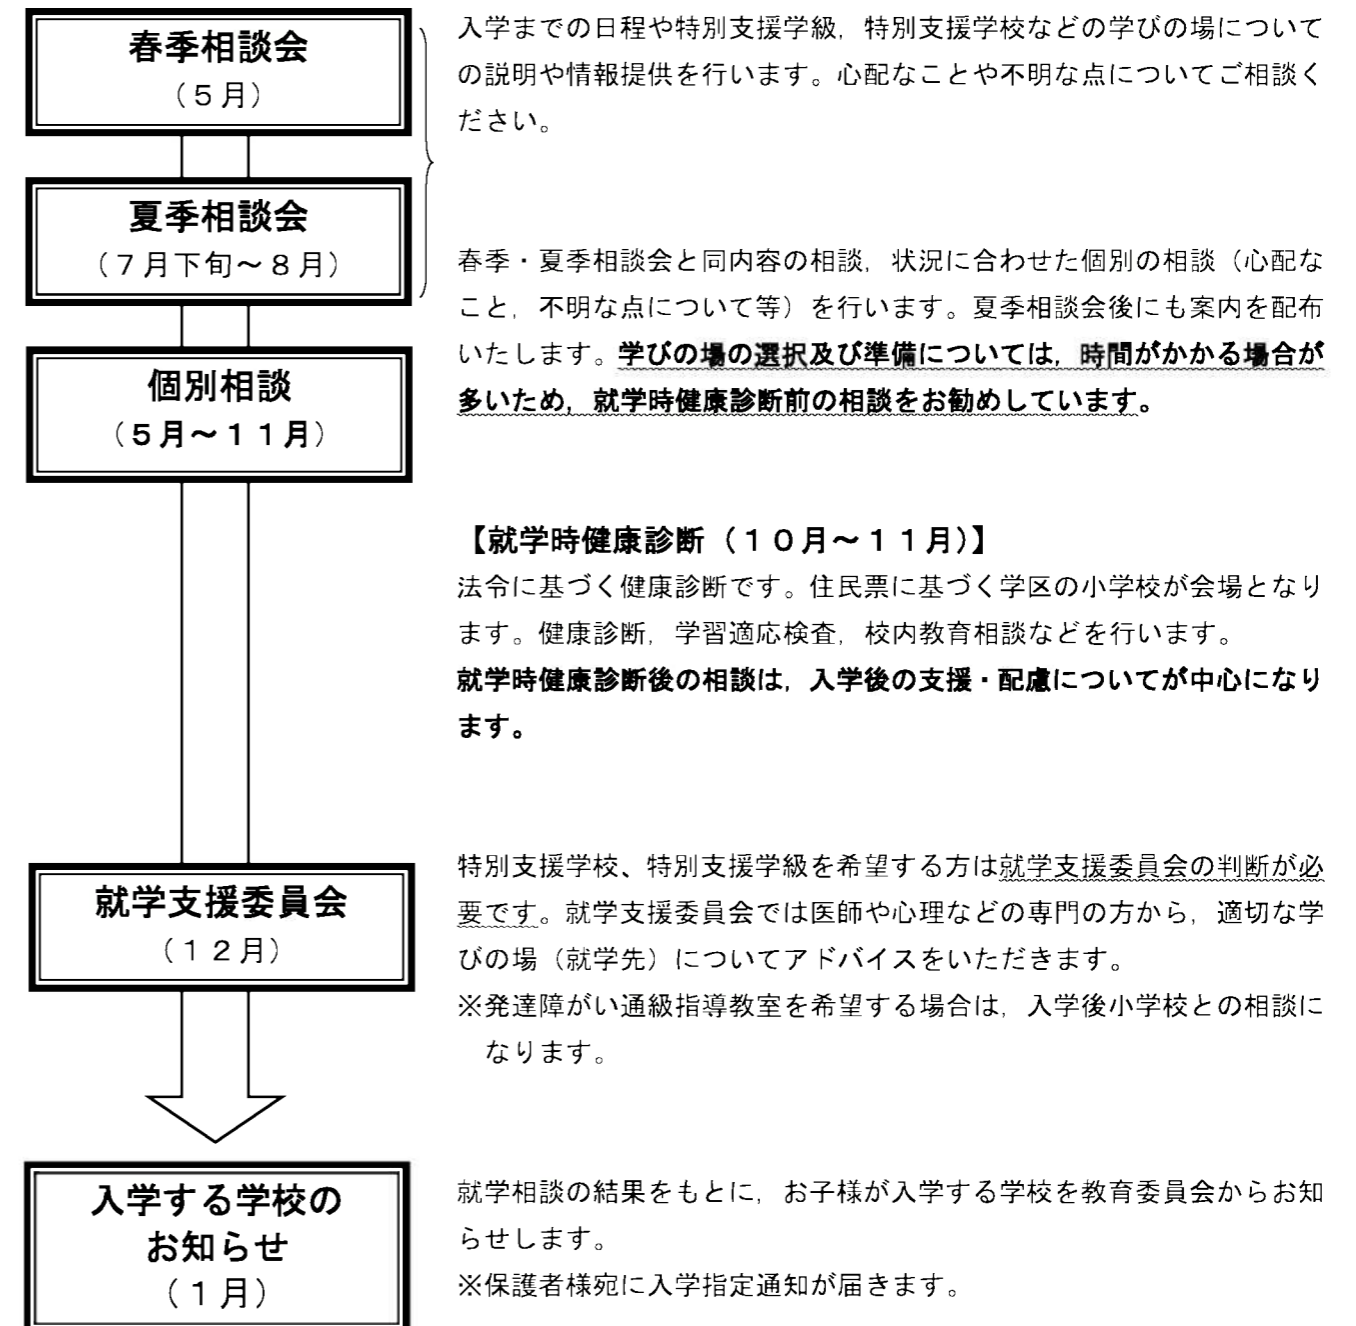 春季相談会
（５月）
入学までの日程や特別支援学級，特別支援学校などの学びの場について
の説明や情報提供を行います。心配なことや不明な点についてご相談く
ださい。
夏季相談会
（７月下旬～８月）
春季・夏季相談会と同内容の相談，状況に合わせた個別の相談（心配な
こと，不明な点について等）を行います。夏季相談会後にも案内を配布
いたします。学びの場の選択及び準備については，時間がかかる場合が
多いため，就学時健康診断前の相談をお勧めしています。
個別相談
（５月～１１月）
【就学時健康診断（１０月～１１月）】
法令に基づく健康診断です。住民票に基づく学区の小学校が会場となり
ます。健康診断，学習適応検査，校内教育相談などを行います。
就学時健康診断後の相談は，入学後の支援・配慮についてが中心になり
ます。
就学支援委員会
（１２月）
特別支援学校、特別支援学級を希望する方は就学支援委員会の判断が必
要です。就学支援委員会では医師や心理などの専門の方から，適切な学
びの場（就学先）についてアドバイスをいただきます。
※発達障がい通級指導教室を希望する場合は，入学後小学校との相談に
なります。
入学する学校の
お知らせ
（１月）
就学相談の結果をもとに，お子様が入学する学校を教育委員会からお知
らせします。
※保護者様宛に入学指定通知が届きます。